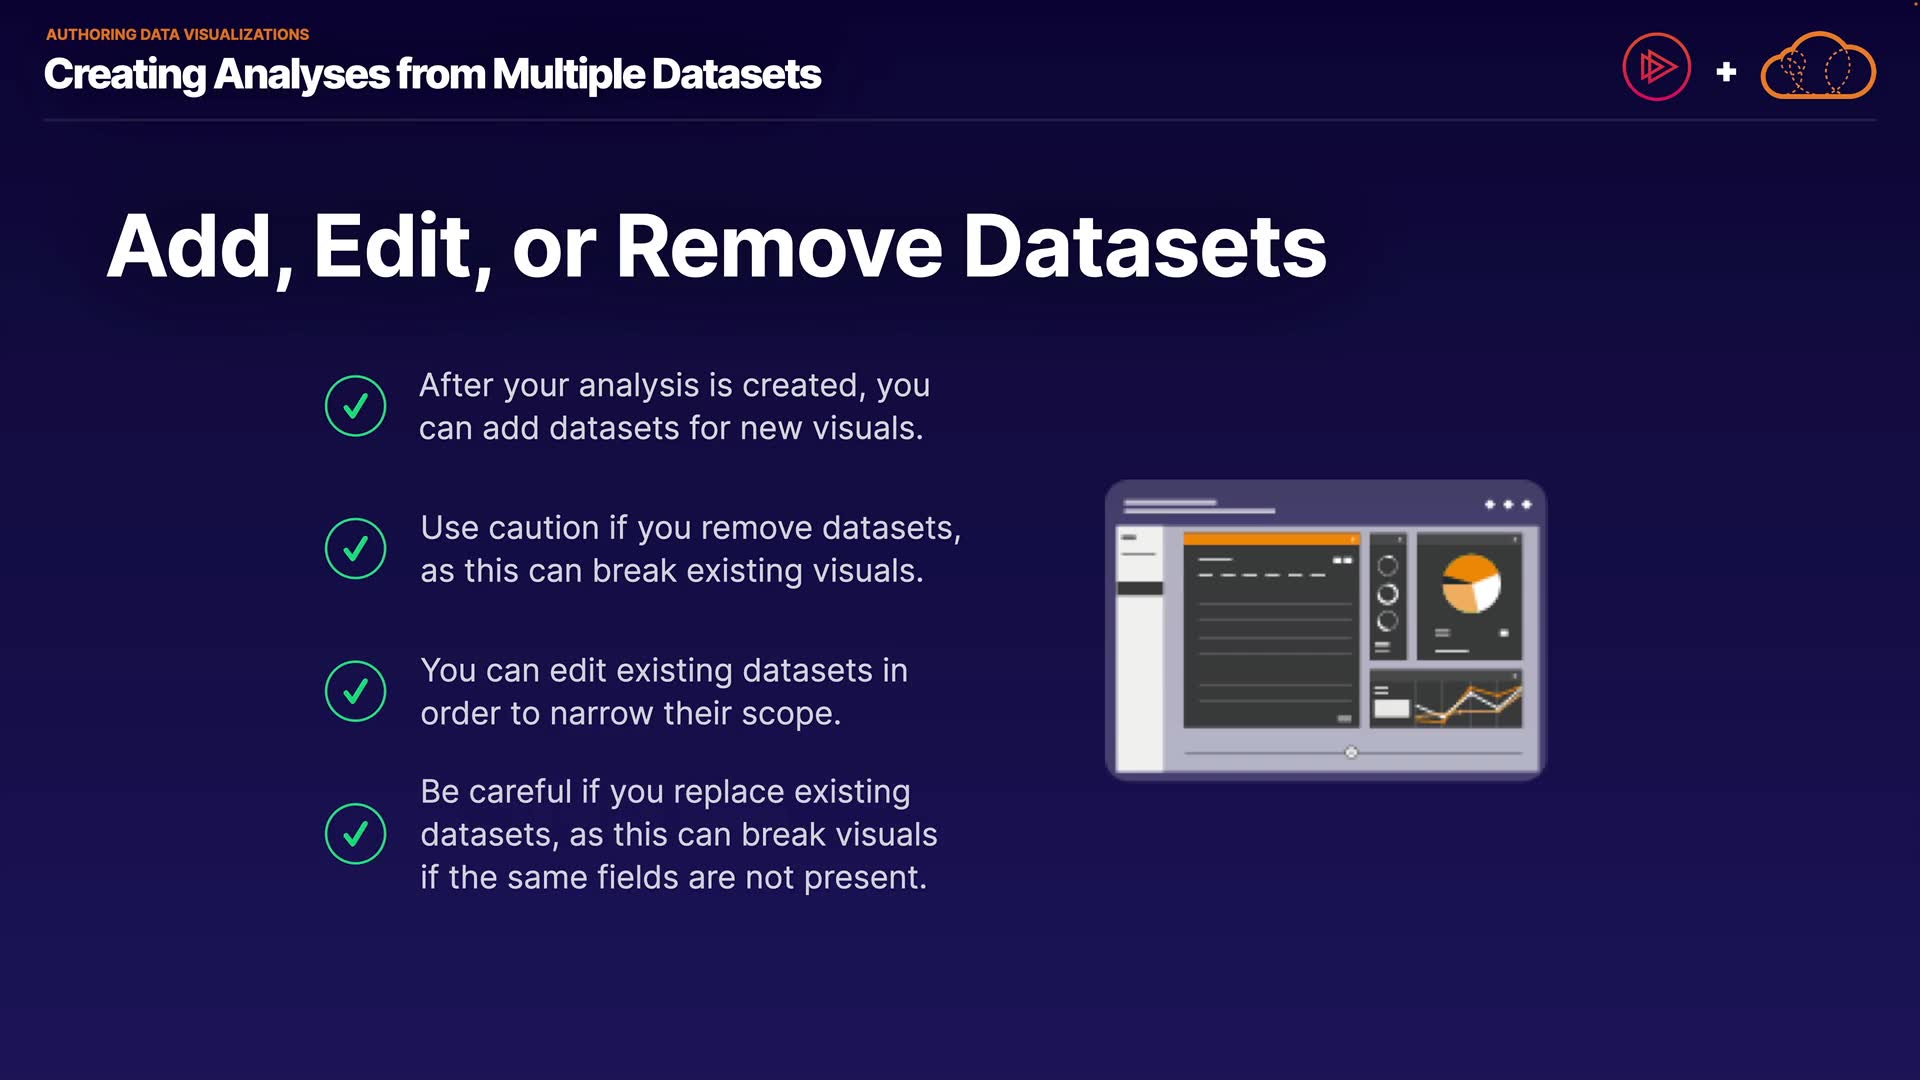 AUTHORING DATA VISUALIZATIONS
Creating Analyses from Multiple Datasets
+
Add, Edit, or Remove Datasets
After your analysis is created, you
can add datasets for new visuals.
Use caution if you remove datasets,
as this can break existing visuals.
You can edit existing datasets in
order to narrow their scope.
Be careful if you replace existing
datasets, as this can break visuals
if the same fields are not present.